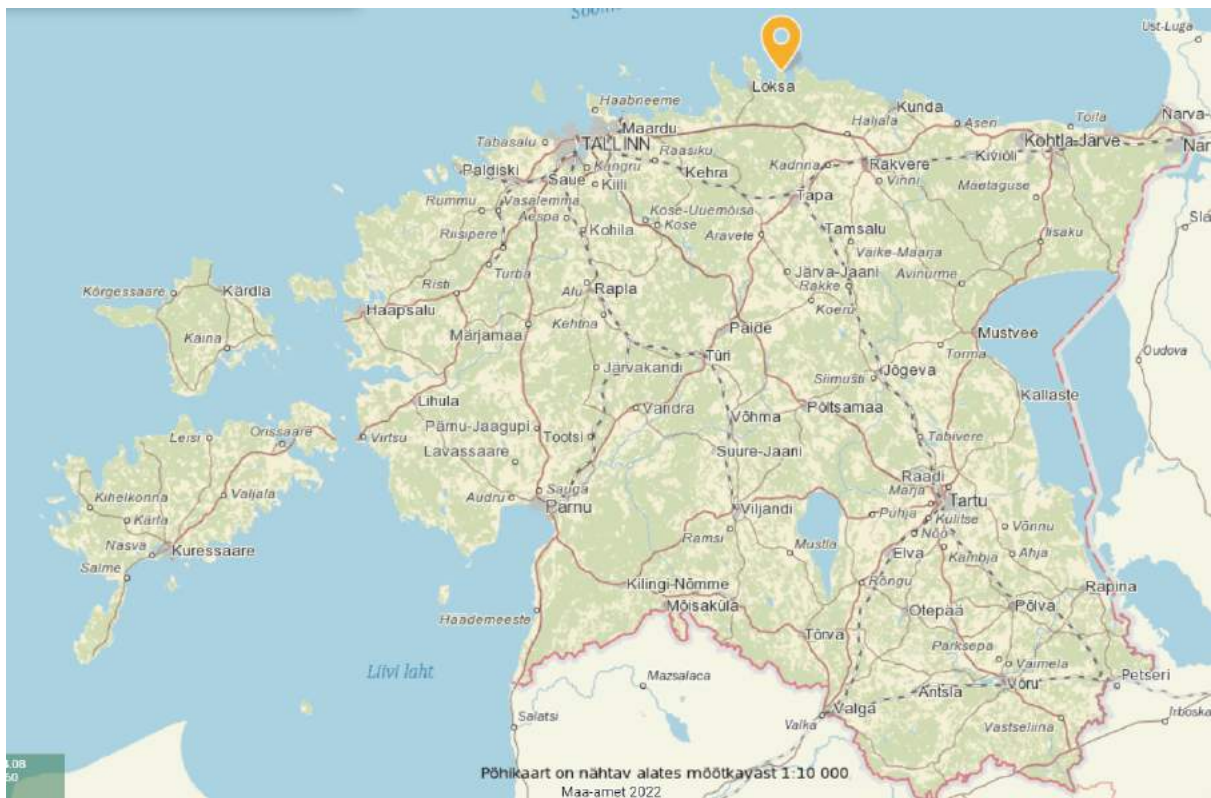 Ust-Luga
Loksa
Haabneeme
Kunda
Maardu
Haljala
Aseri
Toila
Narva-
Tabasalu
TALLINN
Raasiku
Kohtla-Järve
Kadrina
Rakvere
Kiviõli
Paldiski
Saue
Kangru
Kehra
Kiili
Vinni
Mäetaguse
Tapa
Rummu
Vasalemma
Aespa
Kose-Uuemõisa
Kose
Riisipere
Kohila
Aravete
Tamsalu
Iisaku
Väike-Maarja
Turba
Järva-Jaani
Avinurme
Kõrgessaare
Kärdla
Risti
Alu
Rapla
Rakke
Haapsalu
Koeru
Kehtna
Käina
Märjamaa
Paide
Mustvee
Türi
Torma
Oudova
Järvakandi
Siimusti
Jõgeva
Kallaste
Lihula
Vändra
Põltsamaa
Võhma
Leisi
Orissaare
Virtsu
Pärnu-Jaagupi
Tootsi
Tabivere
Lavassaare
Suure-Jaani
Raadi
Kihelkonna
Valjala
Audru
Sauga
Märja
Tartu
Pärnu
Viljandi
Puhja
Külitse
Kärla
Võnnu
Ramsi
Nõo
Nasva
Kuressaare
Mustla
Elva
Kambja
Ahja
Salme
Kilingi-Nõmme
Rõngu
Räpina
Mõisaküla
Otepää
Põlva
Häädemeeste
Tõrva
Parksepa
Väimela
Liivi laht
Mazsalaca
Petseri
Antsla
Võru
Valga
Salatsi
Valka
Vastseliina
Irboska
Põhikaart on nähtav alates mõõtkavast 1:10 000
Maa-amet 2022